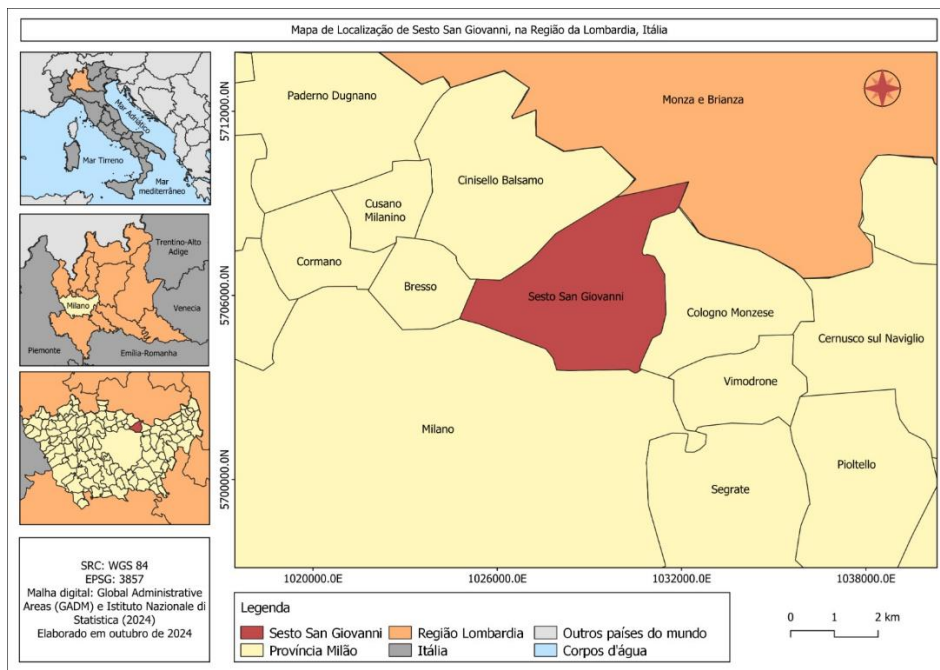 Mapa de Localização de Sesto San Giovanni, na Região da Lombardia, Itália
Mar Adriático
Mar Tirreno
Mar
mediterrâneo
Trentino-Alto
Adige
Milano
Venecia
Piemonte
Emília-Romanha
SRC: WGS 84
EPSG: 3857
Malha digital: Global Administrative
Areas (GADM) e Istituto Nazionale di
Statistica (2024)
Elaborado em outubro de 2024
5712000.0N
5706000.0N
5700000.0N
Paderno Dugnano
Monza e Brianza
Cinisello Balsamo
Cusano
Milanino
Cormano
Bresso
Sesto San Giovanni
Cologno Monzese
Cernusco sul Naviglio
Vimodrone
Milano
Pioltello
Segrate
1020000.0E
1026000.0E
1032000.0E
1038000.0E
Legenda
Sesto San Giovanni
Região Lombardia
Outros países do mundo
Província Milão
Itália
Corpos d'água
0 1 2 km